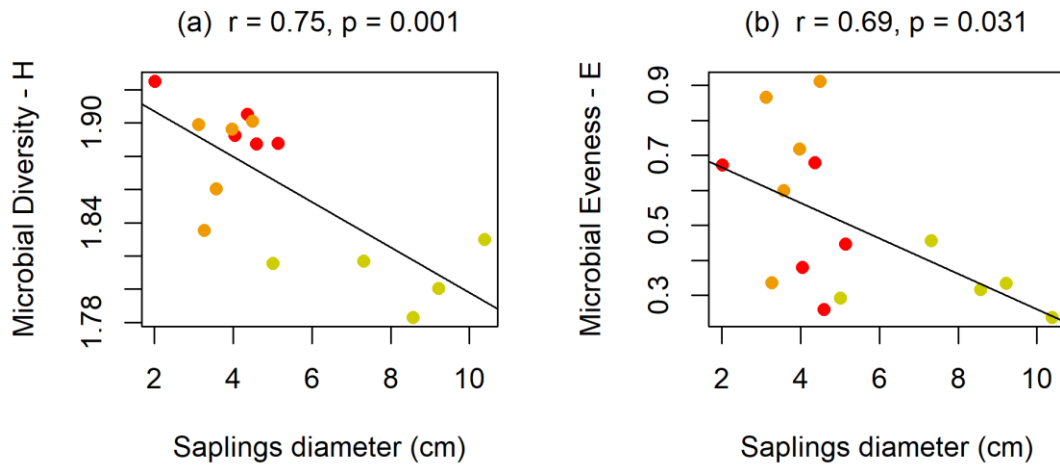 (a) r = 0.75, p = 0.001
Microbial Diversity - H
1.90
1.84
1.78
2 4 6 8 10
Saplings diameter (cm)
(b) r = 0.69, p = 0.031
Microbial Eveness - E
0.9
0.7
0.5
0.3
2 4 6 8 10
Saplings diameter (cm)